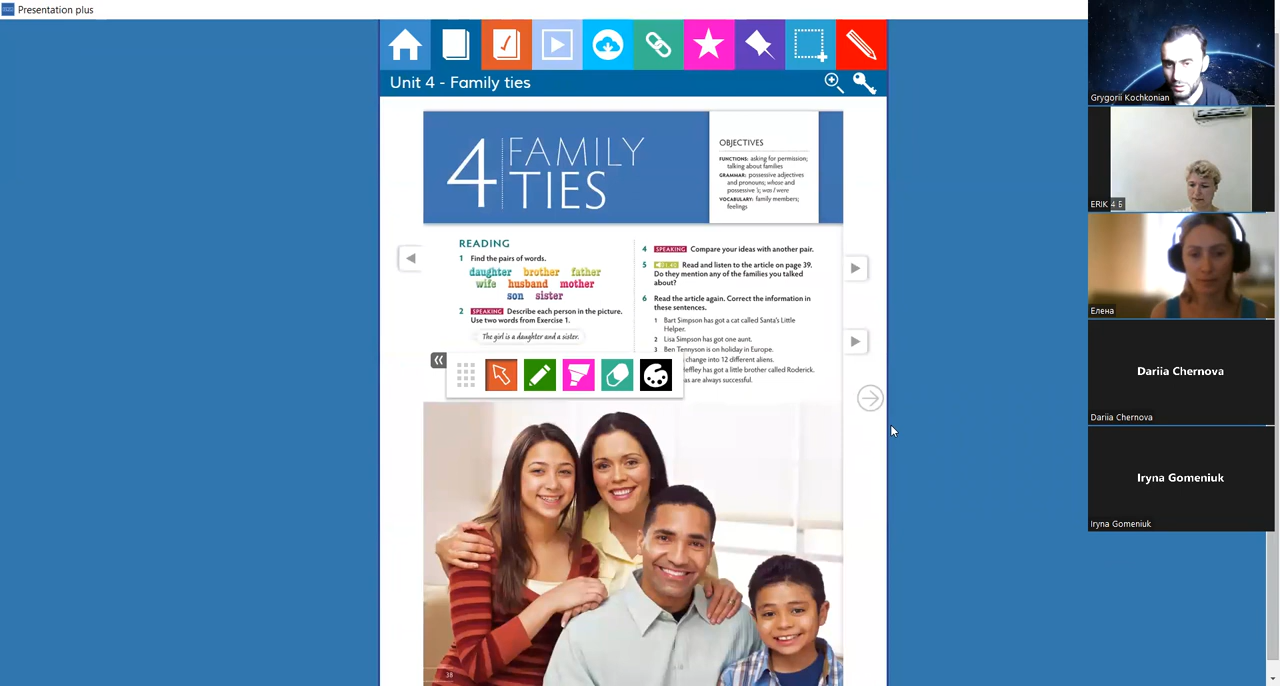 Presentation plus
Unit 4 - Family ties
4 FAMILY
TIES
OBJECTIVES
FUNCTIONS: asking for permission;
talking about families
GRAMMAR: possessive adjectives
and pronouns; whose and
possessive 's; was / were
VOCABULARY: family members;
feelings
READING
1 Find the pairs of words.
daughter brother father
wife husband mother
son sister
2 SPEAKING Describe each person in the picture.
Use two words from Exercise 1.
The girl is a daughter and a sister.
4 SPEAKING Compare your ideas with another pair.
5 Read and listen to the article on page 39.
Do they mention any of the families you talked
about?
6 Read the article again. Correct the information in
these sentences.
1 Bart Simpson has got a cat called Santa's Little
Helper.
2 Lisa Simpson has got one aunt.
3 Ben Tennyson is on holiday in Europe.
change into 12 different aliens.
Heffley has got a little brother called Roderick.
as are always successful.
38
Grygorii Kochkonian
ERIK 4 Б
Елена
Dariia Chernova
Dariia Chernova
Iryna Gomeniuk
Iryna Gomeniuk